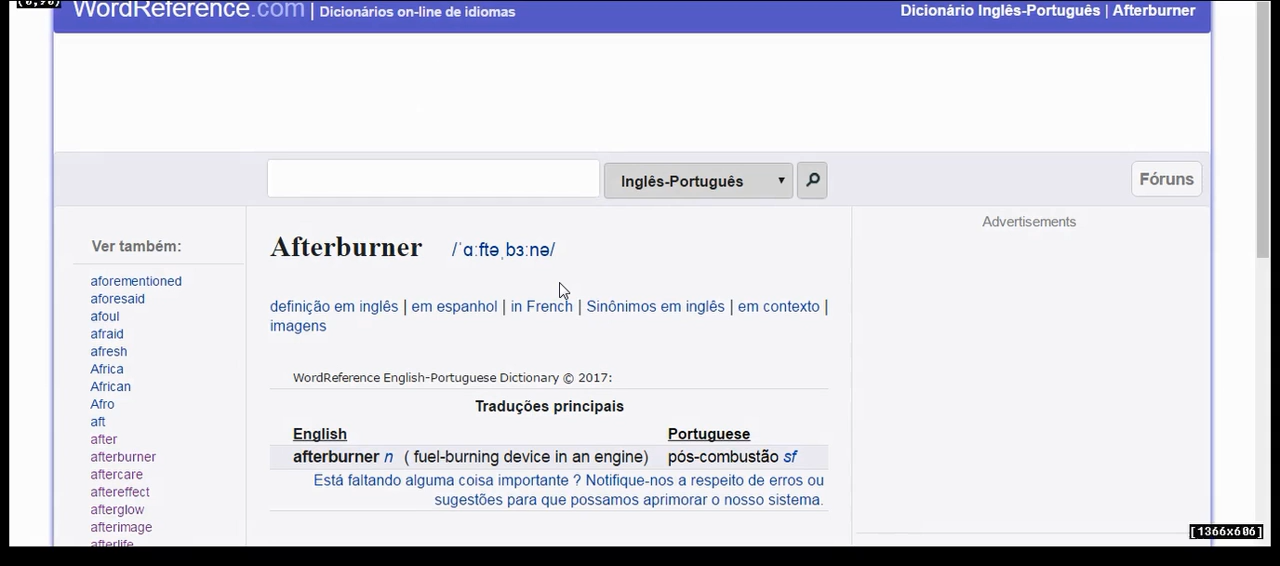 WordReference.com | Dicionários on-line de idiomas
Dicionário Inglês-Português | Afterburner
Inglês-Português
Fóruns
Ver também:
aforementioned
aforesaid
afoul
afraid
afresh
Africa
African
Afro
aft
after
afterburner
aftercare
aftereffect
afterglow
afterimage
afterlife
Afterburner /ˈɑːftəˌbɜːnə/
definição em inglês | em espanhol | in French | Sinônimos em inglês | em contexto |
imagens
WordReference English-Portuguese Dictionary © 2017:
Traduções principais
English Portuguese
afterburner n ( fuel-burning device in an engine) pós-combustão sf
Está faltando alguma coisa importante ? Notifique-nos a respeito de erros ou
sugestões para que possamos aprimorar o nosso sistema.
Advertisements
[1366x606]